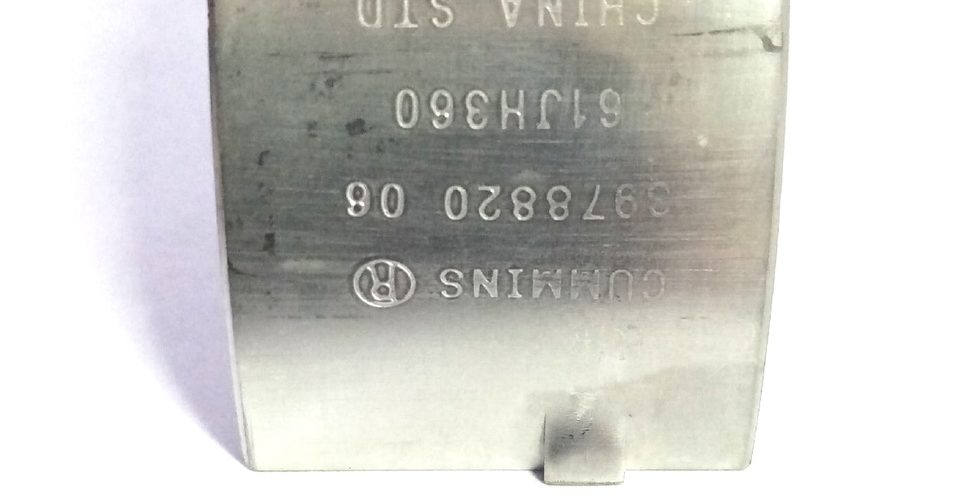 CUMMINS ®
3978820 06
61JH360
CHINA STD